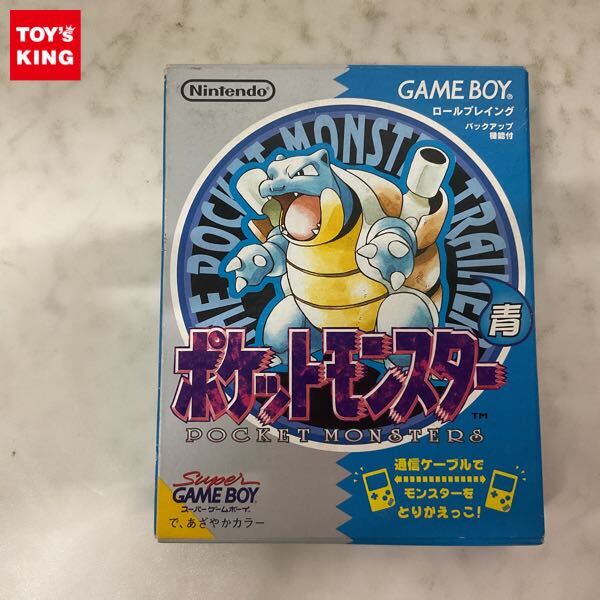 TOY'S
KING
Nintendo
GAME BOY
ロールプレイング
バックアップ
機能付
THE POCKET MONSTER TRAINER
青
ポケットモンスター
TM
POCKET MONSTERS
Super
GAME BOY
スーパーゲームボーイ
で、あざやかカラー
通信ケーブルで
モンスターを
とりかえっこ!